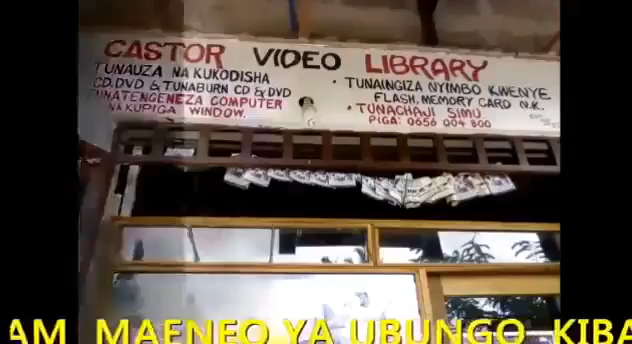 CASTOR VIDEO LIBRARY
TUNAUZA NA KUKODISHA
CD.DVD & TUNABURN CD & DVD
TUNATENGENEZA COMPUTER
NA KUPIGA WINDOW.
• TUNAINGIZA NYIMBO KWENYE
FLASH, MEMORY CARD N.K.
• TUNACHAJI SIMU
PIGA: 0656 004 800
AM MAENEO YA UBUNGO KIBA